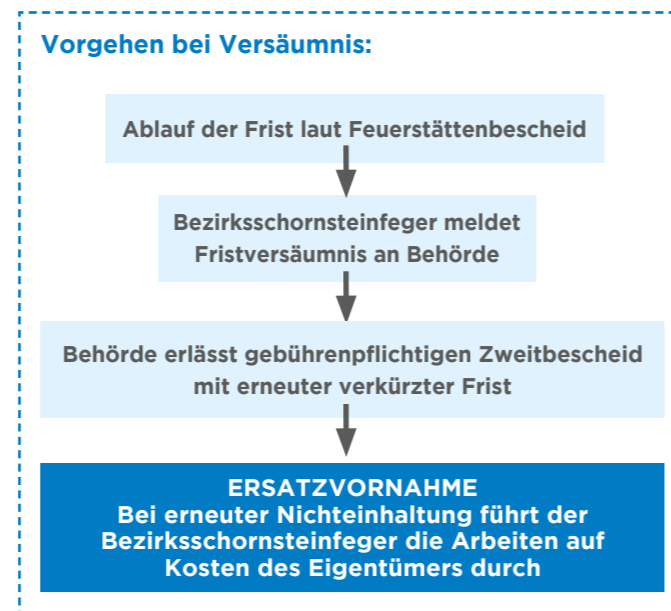 Vorgehen bei Versäumnis:
Ablauf der Frist laut Feuerstättenbescheid
Bezirksschornsteinfeger meldet
Fristversäumnis an Behörde
Behörde erlässt gebührenpflichtigen Zweitbescheid
mit erneuter verkürzter Frist
ERSATZVORNAHME
Bei erneuter Nichteinhaltung führt der
Bezirksschornsteinfeger die Arbeiten auf
Kosten des Eigentümers durch